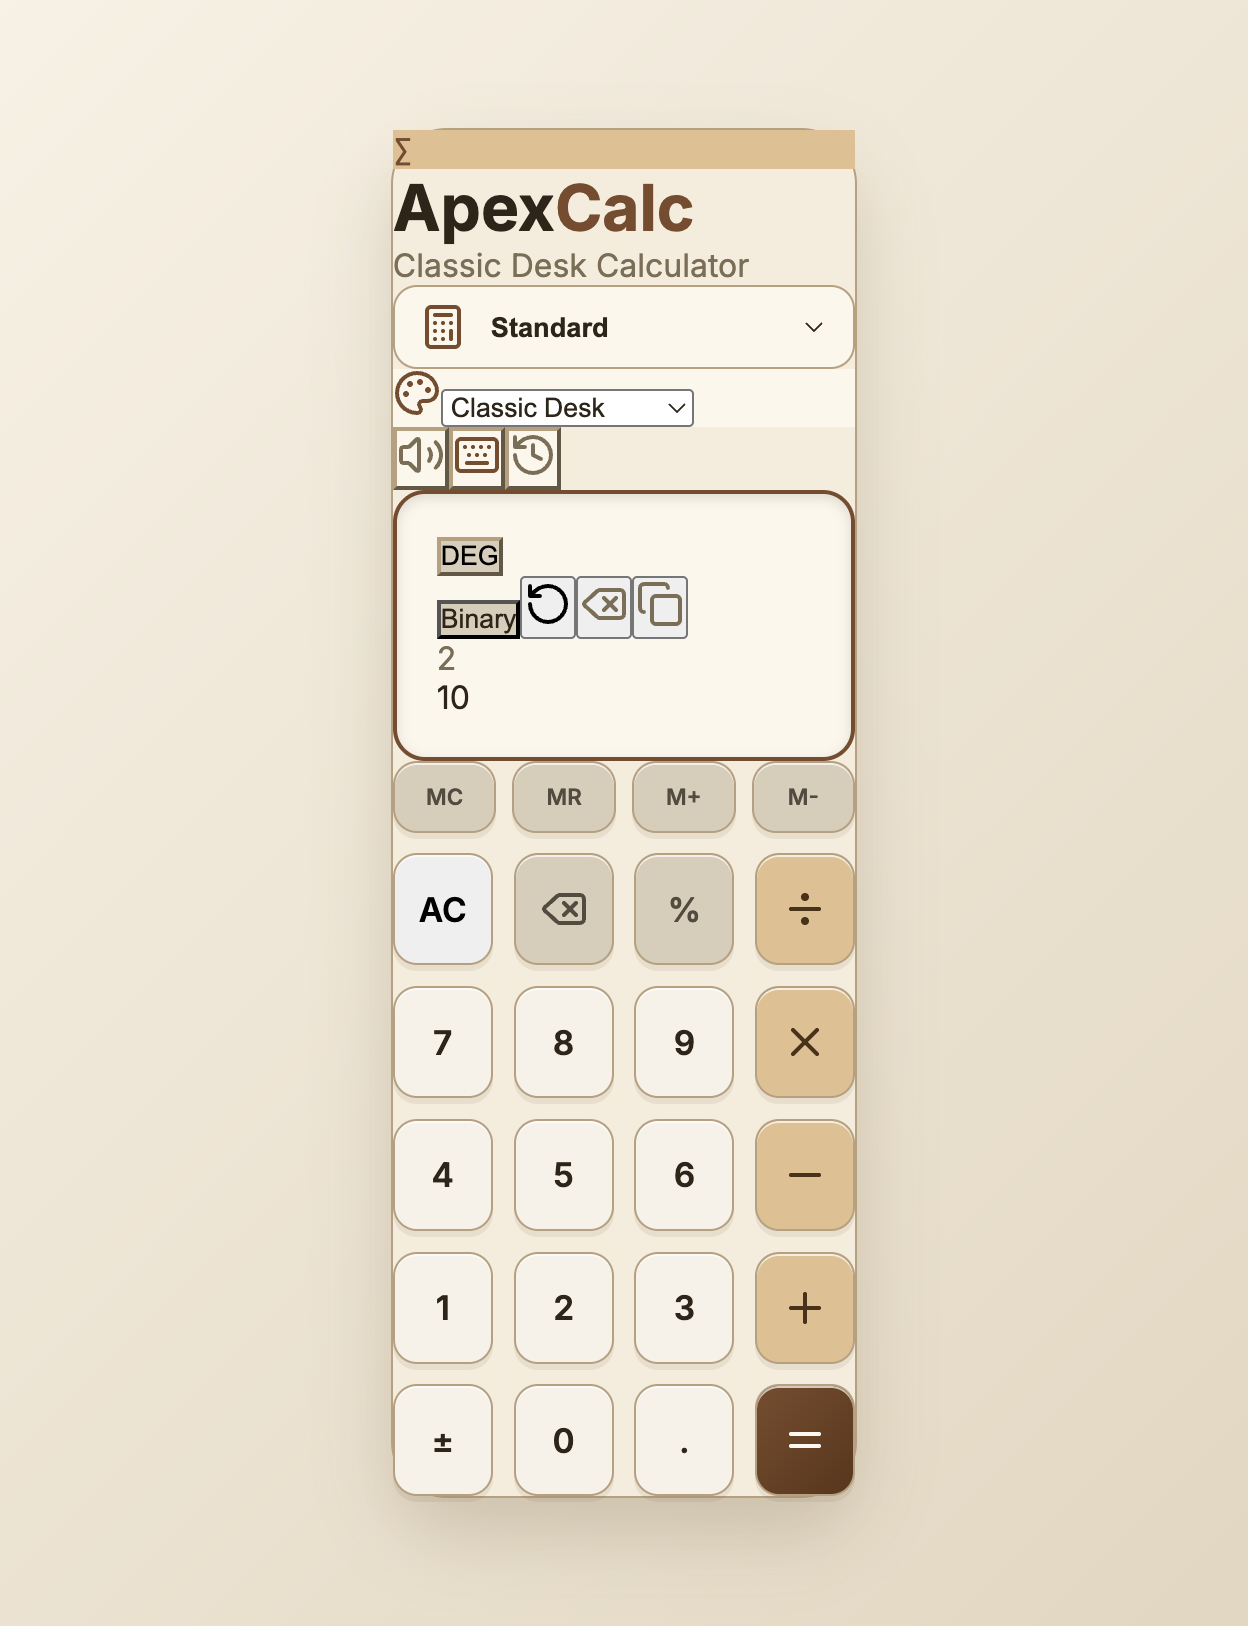 ∑
ApexCalc
Classic Desk Calculator
Standard
Classic Desk
DEG
Binary
2
10
MC MR M+ M-
AC % ÷
7 8 9 ×
4 5 6 −
1 2 3 +
± 0 . =